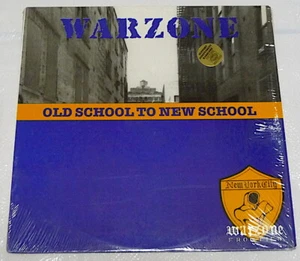 WARZONE
OLD SCHOOL TO NEW SCHOOL
New York City
warzone